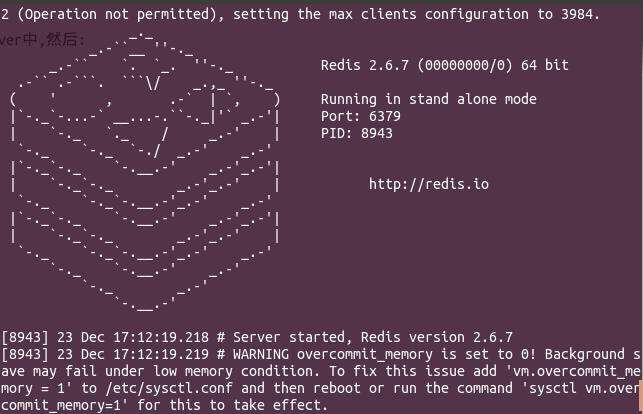 2 (Operation not permitted), setting the max clients configuration to 3984.
ver中,然后:
Redis 2.6.7 (00000000/0) 64 bit
Running in stand alone mode
Port: 6379
PID: 8943
http://redis.io
[8943] 23 Dec 17:12:19.218 # Server started, Redis version 2.6.7
[8943] 23 Dec 17:12:19.219 # WARNING overcommit_memory is set to 0! Background s
ave may fail under low memory condition. To fix this issue add 'vm.overcommit_me
mory = 1' to /etc/sysctl.conf and then reboot or run the command 'sysctl vm.over
commit_memory=1' for this to take effect.